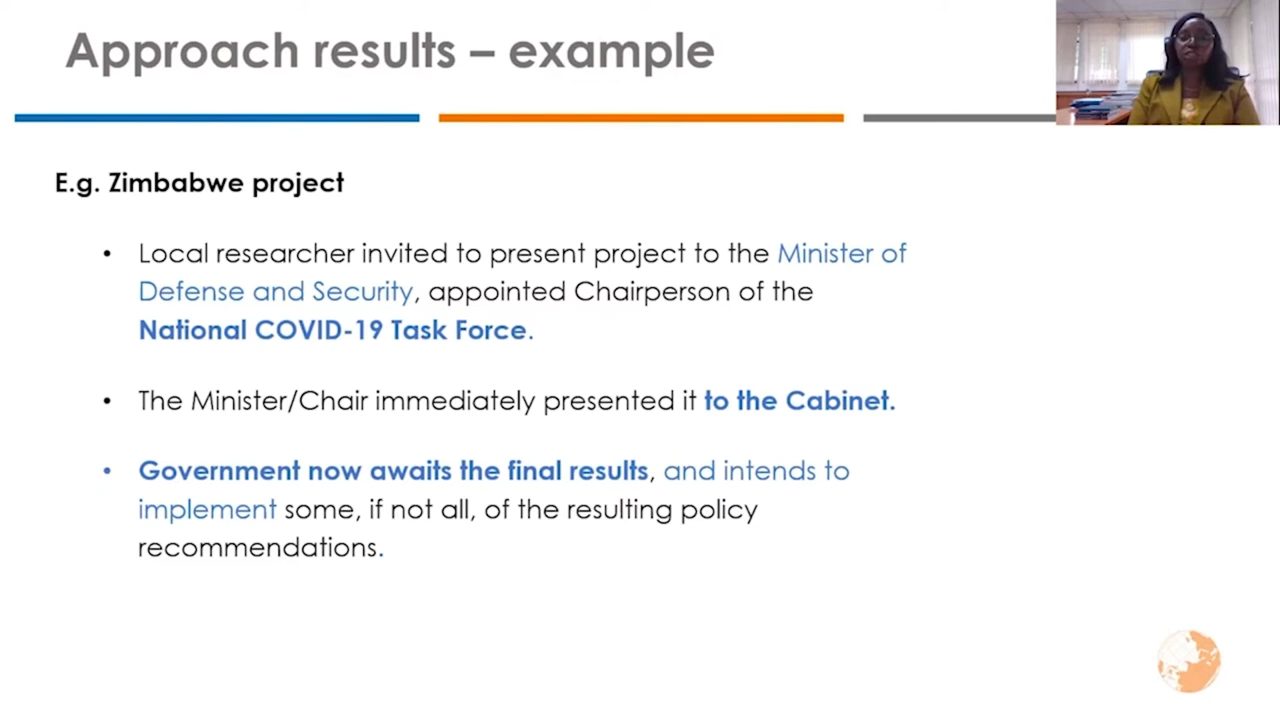 Approach results – example
E.g. Zimbabwe project
• Local researcher invited to present project to the Minister of
Defense and Security, appointed Chairperson of the
National COVID-19 Task Force.
• The Minister/Chair immediately presented it to the Cabinet.
• Government now awaits the final results, and intends to
implement some, if not all, of the resulting policy
recommendations.